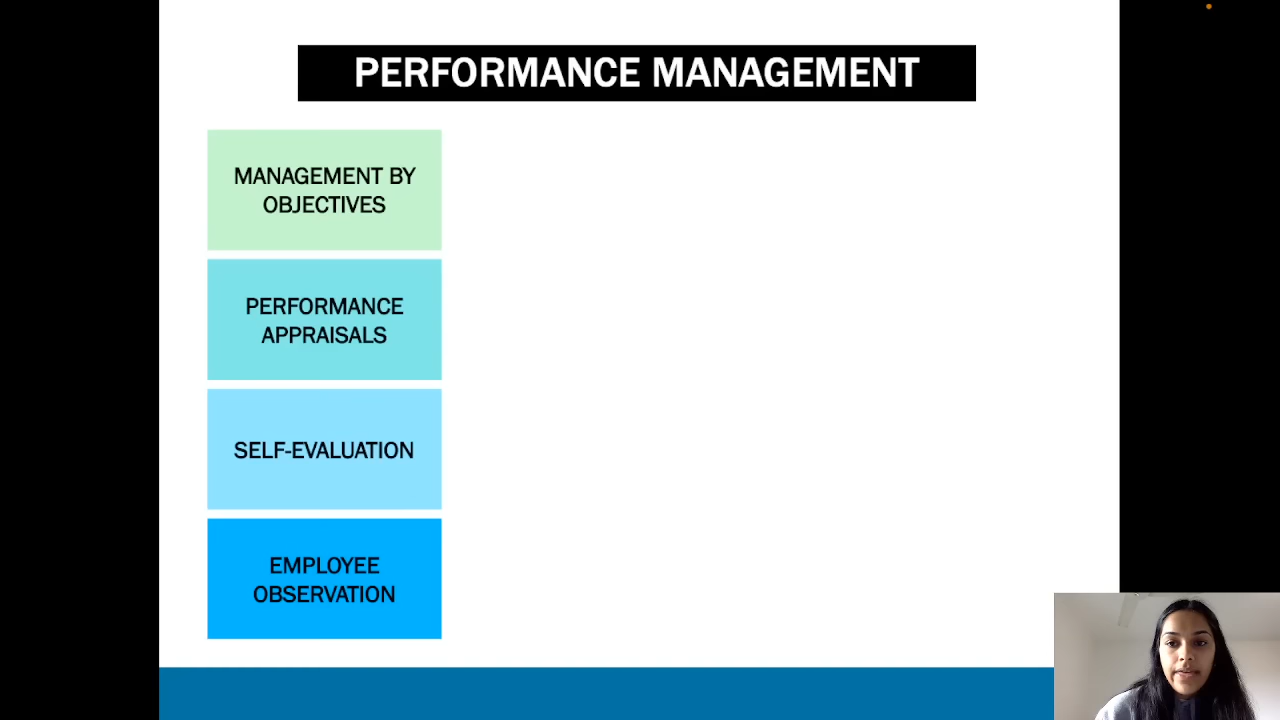 PERFORMANCE MANAGEMENT
MANAGEMENT BY
OBJECTIVES
PERFORMANCE
APPRAISALS
SELF-EVALUATION
EMPLOYEE
OBSERVATION